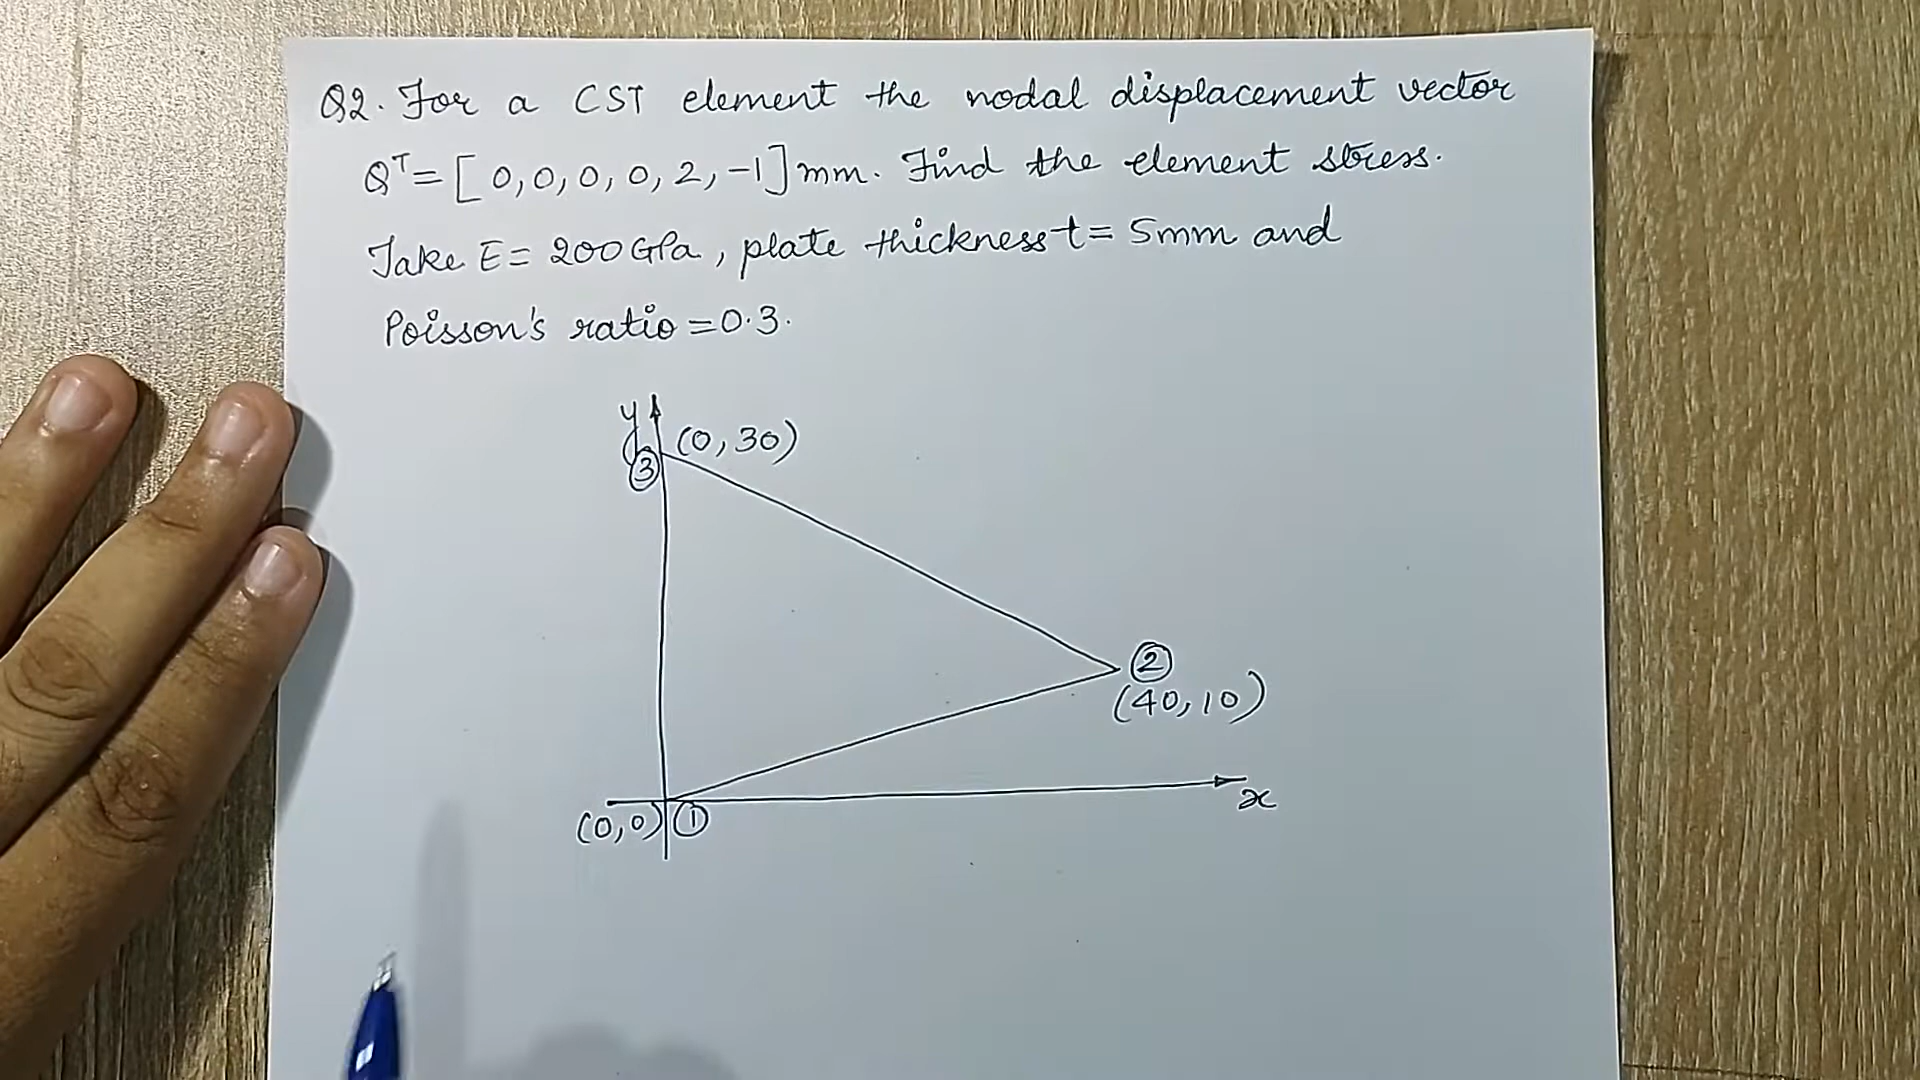 Q2. For a CST element the nodal displacement vector
Qᵀ = [0, 0, 0, 0, 2, -1] mm. Find the element stress.
Take E = 200 GPa, plate thickness t = 5mm and
Poisson's ratio = 0.3.
y
(0, 30)
3
2
(40, 10)
x
(0, 0) 1